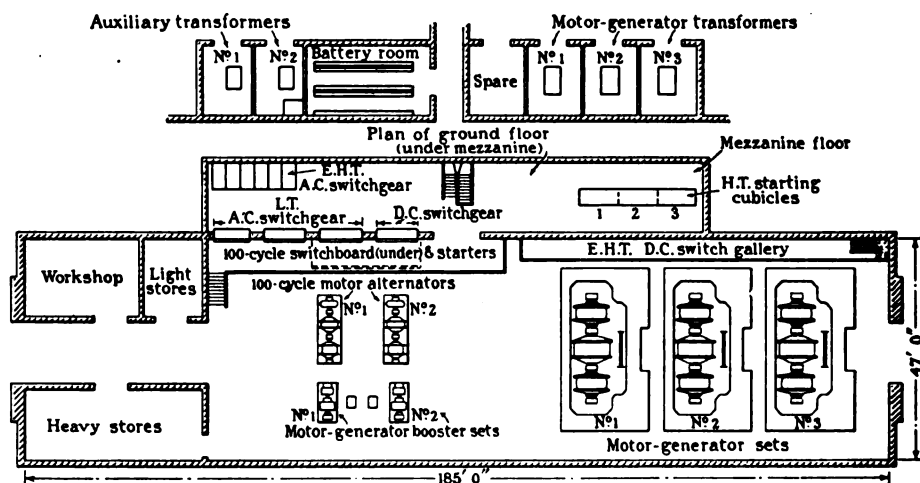 Auxiliary transformers
Motor-generator transformers
Nº1
Nº2
Battery room
Spare
Nº1
Nº2
Nº3
Plan of ground floor
(under mezzanine)
Mezzanine floor
E.H.T.
A.C. switchgear
H.T. starting
cubicles
1 2 3
L.T.
A.C. switchgear
D.C. switchgear
100-cycle switchboard (under) & starters
E.H.T. D.C. switch gallery
Workshop
Light
stores
100-cycle motor alternators
Nº1
Nº2
47' 0"
Heavy stores
Nº1
Nº2
Motor-generator booster sets
Nº1
Nº2
Nº3
Motor-generator sets
185' 0"